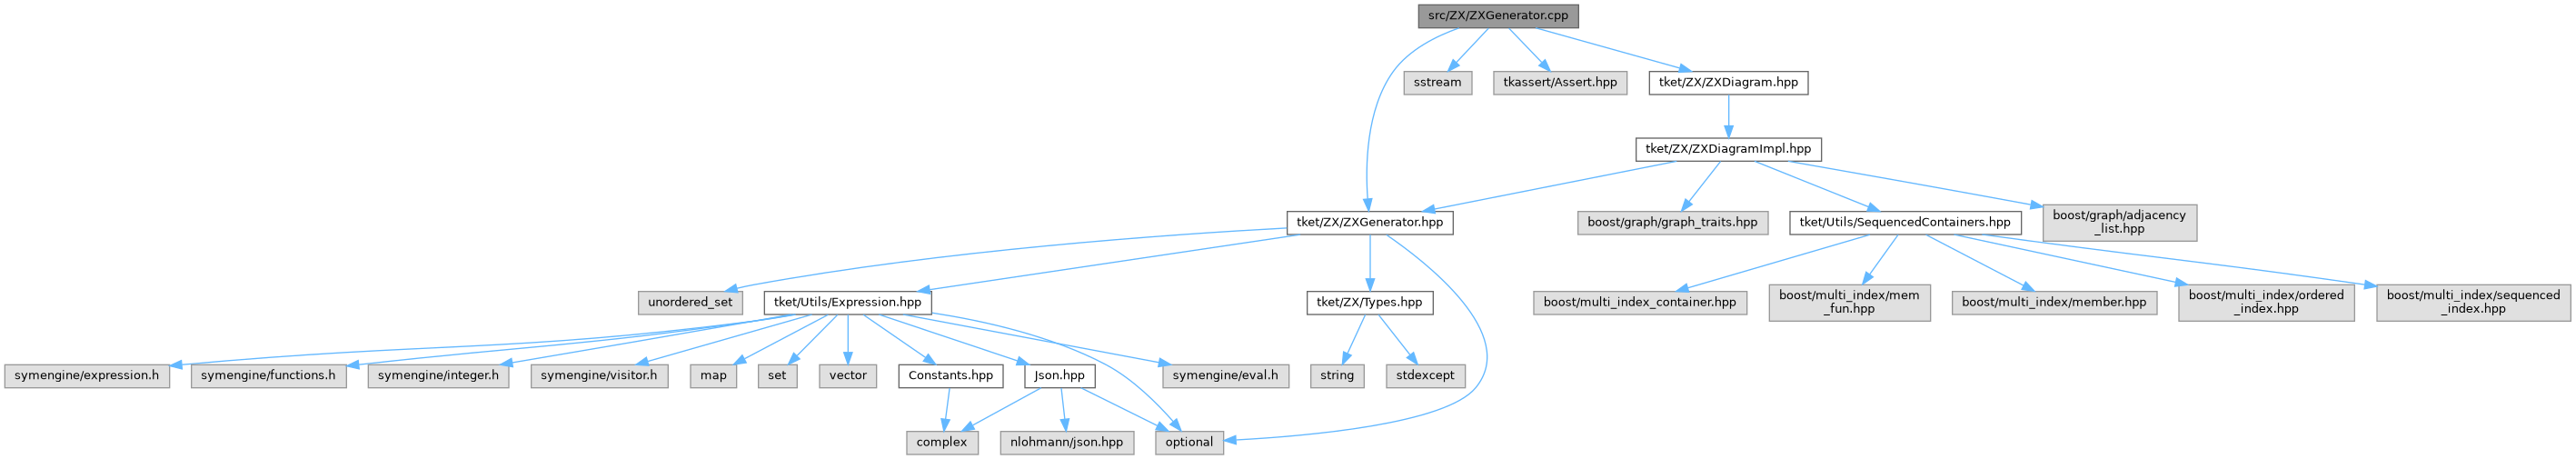 src/ZX/ZXGenerator.cpp
sstream
tkassert/Assert.hpp
tket/ZX/ZXDiagram.hpp
tket/ZX/ZXDiagramImpl.hpp
tket/ZX/ZXGenerator.hpp
boost/graph/graph_traits.hpp
tket/Utils/SequencedContainers.hpp
boost/graph/adjacency
_list.hpp
unordered_set
tket/Utils/Expression.hpp
tket/ZX/Types.hpp
boost/multi_index_container.hpp
boost/multi_index/mem
_fun.hpp
boost/multi_index/member.hpp
boost/multi_index/ordered
_index.hpp
boost/multi_index/sequenced
_index.hpp
symengine/expression.h
symengine/functions.h
symengine/integer.h
symengine/visitor.h
map
set
vector
Constants.hpp
Json.hpp
symengine/eval.h
string
stdexcept
complex
nlohmann/json.hpp
optional